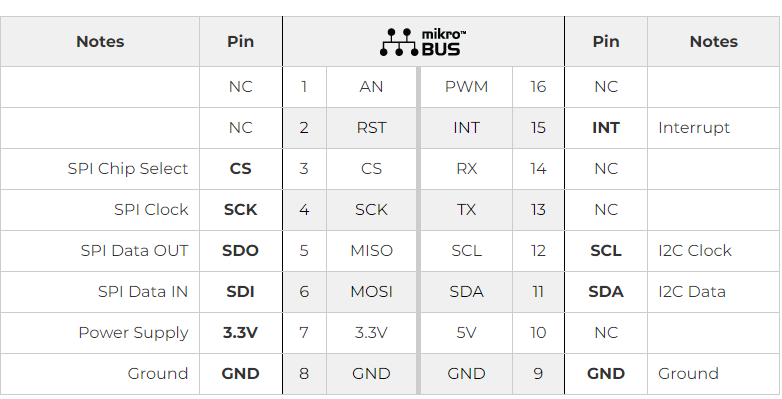 Notes Pin mikro™ BUS Pin Notes
NC 1 AN PWM 16 NC
NC 2 RST INT 15 INT Interrupt
SPI Chip Select CS 3 CS RX 14 NC
SPI Clock SCK 4 SCK TX 13 NC
SPI Data OUT SDO 5 MISO SCL 12 SCL I2C Clock
SPI Data IN SDI 6 MOSI SDA 11 SDA I2C Data
Power Supply 3.3V 7 3.3V 5V 10 NC
Ground GND 8 GND GND 9 GND Ground